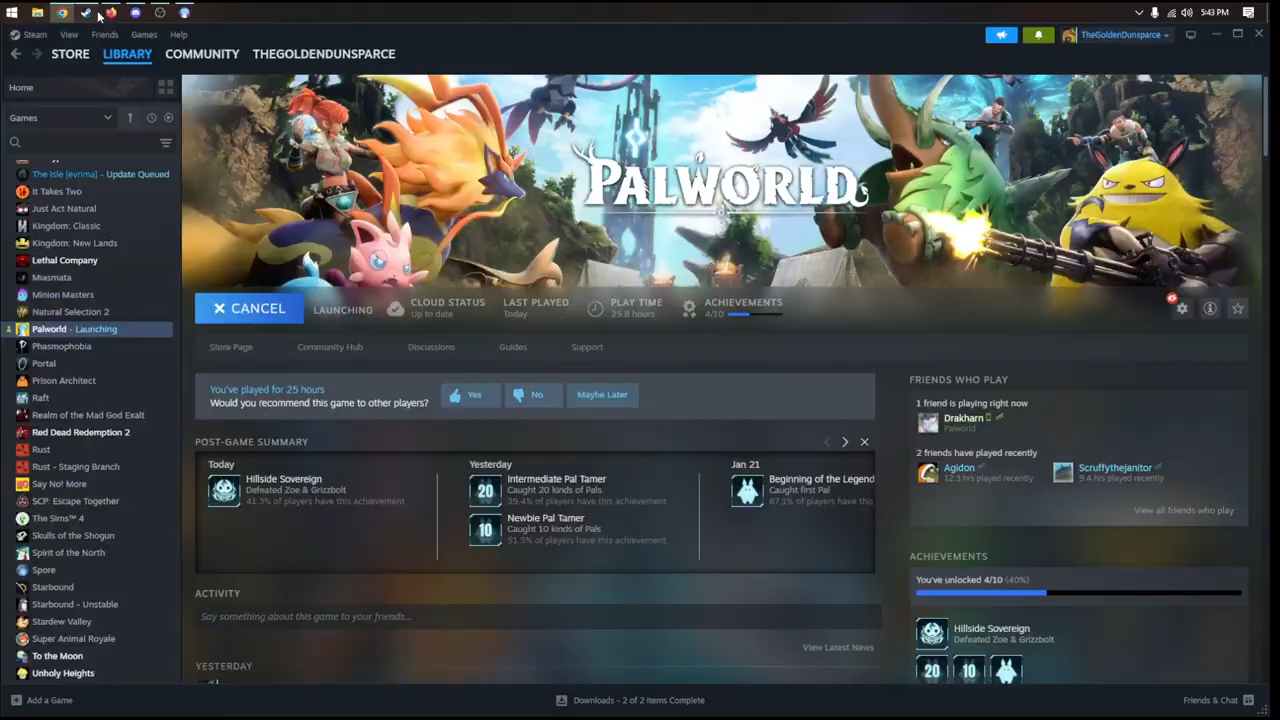 5:43 PM
Steam View Friends Games Help
TheGoldenDunsparce
STORE LIBRARY COMMUNITY THEGOLDENDUNSPARCE
Home
Games
The Isle [evrima] - Update Queued
It Takes Two
Just Act Natural
Kingdom: Classic
Kingdom: New Lands
Lethal Company
Miasmata
Minion Masters
Natural Selection 2
Palworld - Launching
Phasmophobia
Portal
Prison Architect
Raft
Realm of the Mad God Exalt
Red Dead Redemption 2
Rust
Rust - Staging Branch
Say No! More
SCP: Escape Together
The Sims™ 4
Skulls of the Shogun
Spirit of the North
Spore
Starbound
Starbound - Unstable
Stardew Valley
Super Animal Royale
To the Moon
Unholy Heights
PALWORLD
CANCEL
LAUNCHING
CLOUD STATUS
Up to date
LAST PLAYED
Today
PLAY TIME
25.8 hours
ACHIEVEMENTS
4/10
Store Page Community Hub Discussions Guides Support
You've played for 25 hours
Would you recommend this game to other players?
Yes No Maybe Later
POST-GAME SUMMARY
Today
Hillside Sovereign
Defeated Zoe & Grizzbolt
41.3% of players have this achievement
Yesterday
20
Intermediate Pal Tamer
Caught 20 kinds of Pals
39.4% of players have this achievement
10
Newbie Pal Tamer
Caught 10 kinds of Pals
51.5% of players have this achievement
Jan 21
Beginning of the Legend
Caught first Pal
67.1% of players have this
ACTIVITY
Say something about this game to your friends...
View Latest News
YESTERDAY
FRIENDS WHO PLAY
1 friend is playing right now
Drakharn
Palworld
2 friends have played recently
Agidon
12.3 hrs played recently
Scruffythejanitor
9.4 hrs played recently
View all friends who play
ACHIEVEMENTS
You've unlocked 4/10 (40%)
Hillside Sovereign
Defeated Zoe & Grizzbolt
20 10
Add a Game
Downloads - 2 of 2 Items Complete
Friends & Chat